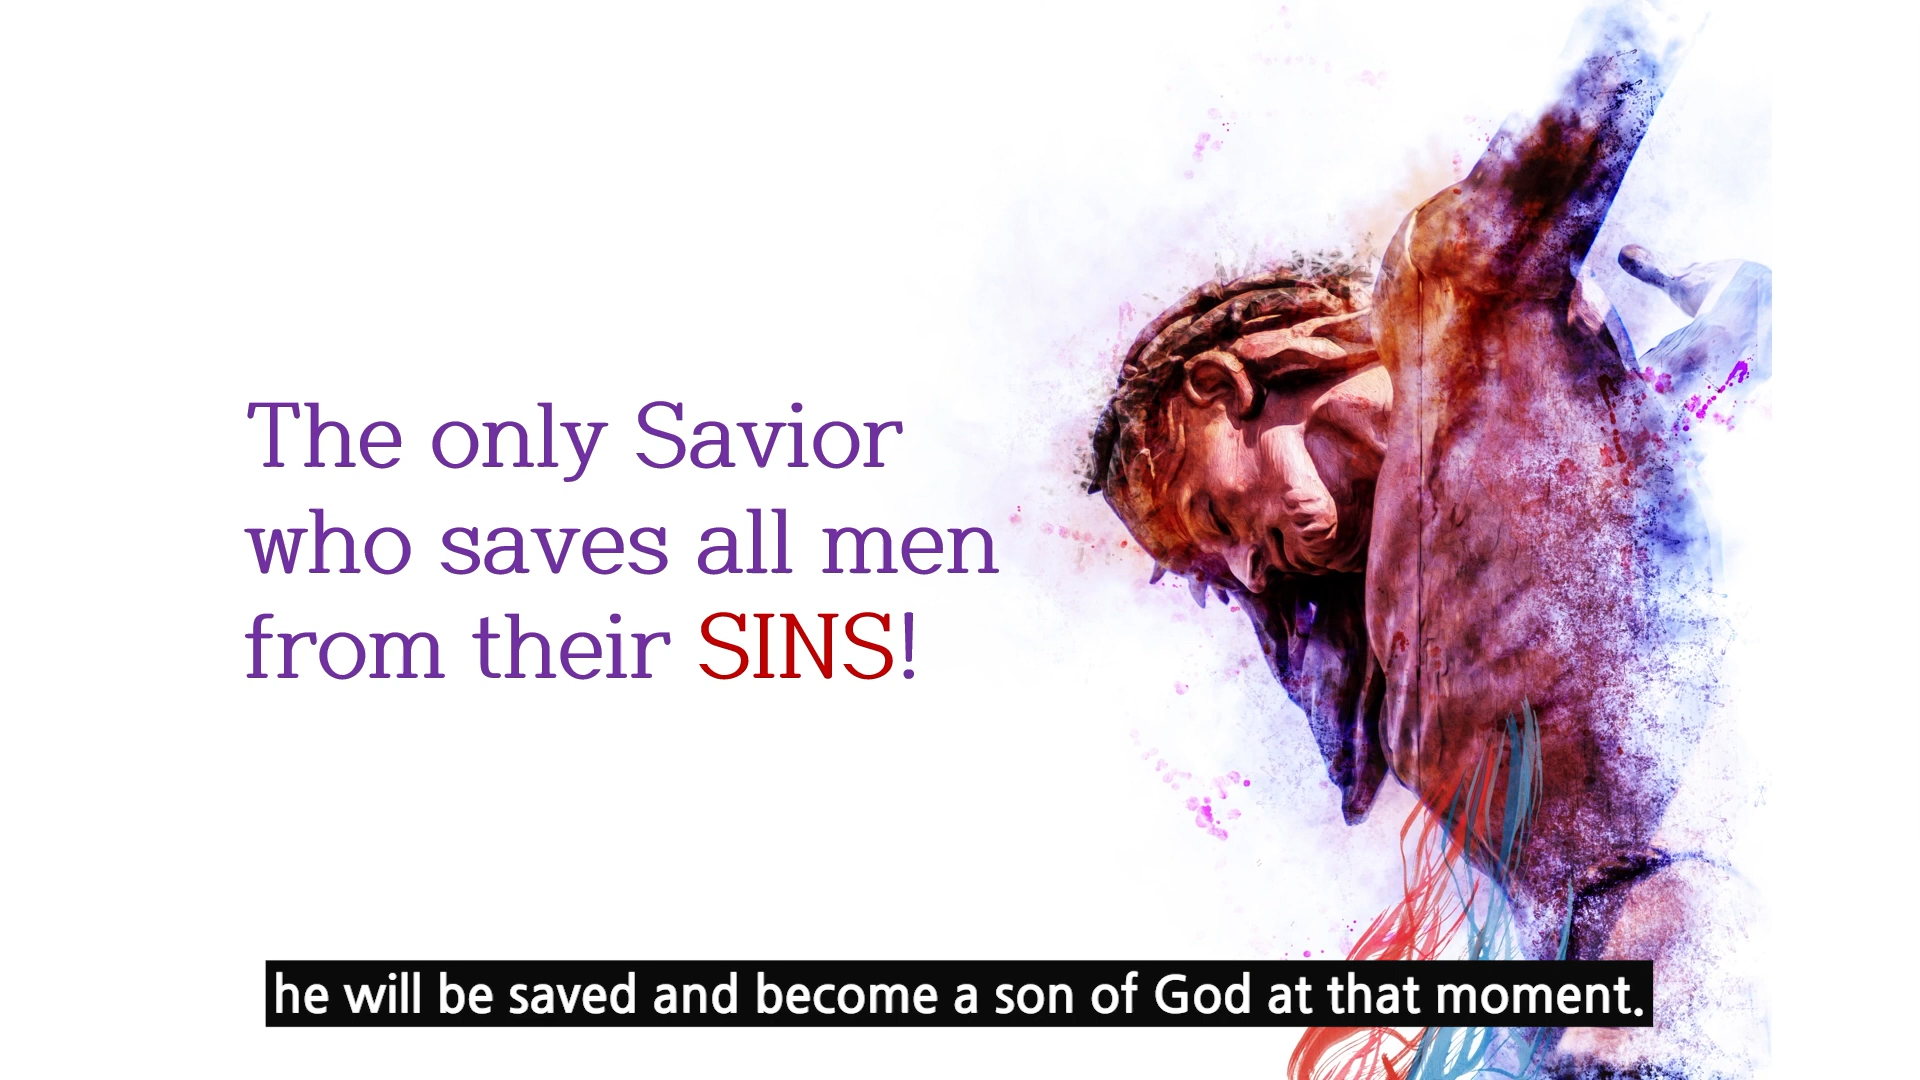 The only Savior
who saves all men
from their SINS!
he will be saved and become a son of God at that moment.